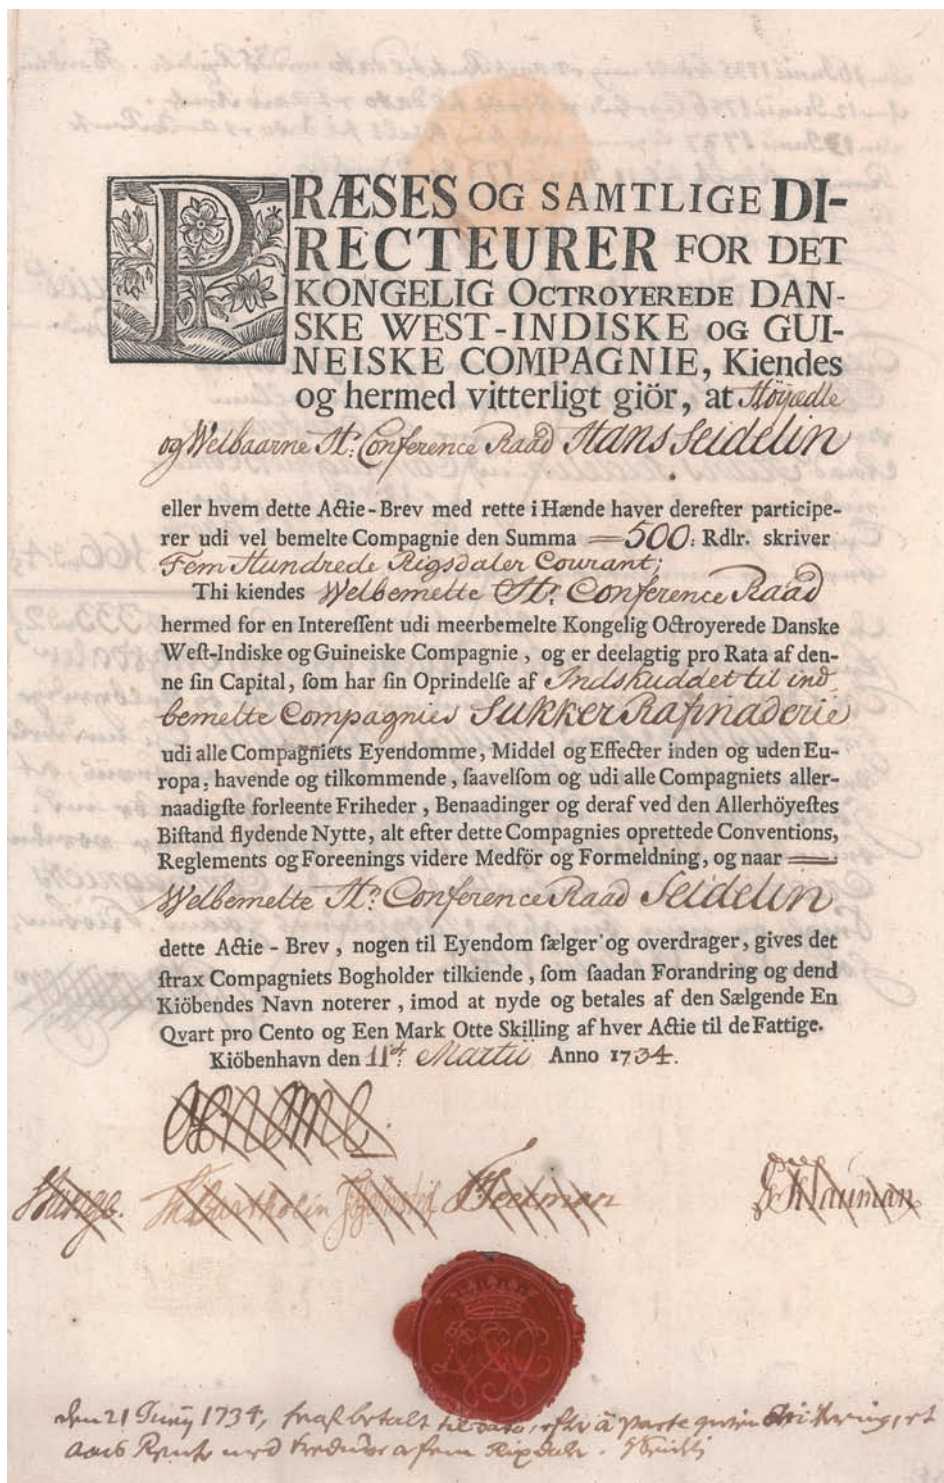 PRÆSES OG SAMTLIGE DI-
RECTEURER FOR DET
KONGELIG OCTROYEREDE DAN-
SKE WEST-INDISKE OG GUI-
NEISKE COMPAGNIE, Kiendes
og hermed vitterligt giör, at Höyædle
og Welbaarne Hr. Conference Raad Hans Seidelin
eller hvem dette Actie-Brev med rette i Hænde haver derefter participe-
rer udi vel bemelte Compagnie den Summa 500: Rdlr. skriver
Fem Hundrede Rigsdaler Courant;
Thi kiendes Welbemelte Hr. Conference Raad
hermed for en Interessent udi meerbemelte Kongelig Octroyerede Danske
West-Indiske og Guineiske Compagnie, og er deelagtig pro Rata af den-
ne sin Capital, som har sin Oprindelse af Indskuddet til ind
bemelte Compagnies Sukker Rafinaderie
udi alle Compagniets Eyendomme, Middel og Effecter inden og uden Eu-
ropa, havende og tilkommende, saavelsom og udi alle Compagniets aller-
naadigste forleente Friheder, Benaadinger og deraf ved den Allerhöyestes
Bistand flydende Nytte, alt efter dette Compagnies oprettede Conventions,
Reglements og Foreenings videre Medför og Formeldning, og naar
Welbemelte Hr. Conference Raad Seidelin
dette Actie-Brev, nogen til Eyendom sælger og overdrager, gives det
strax Compagniets Bogholder tilkiende, som saadan Forandring og dend
Kiöbendes Navn noterer, imod at nyde og betales af den Sælgende En
Qvart pro Cento og Een Mark Otte Skilling af hver Actie til de Fattige.
Kiöbenhavn den 11te Martii Anno 1734.
Bartholin
den 21 Junij 1734,